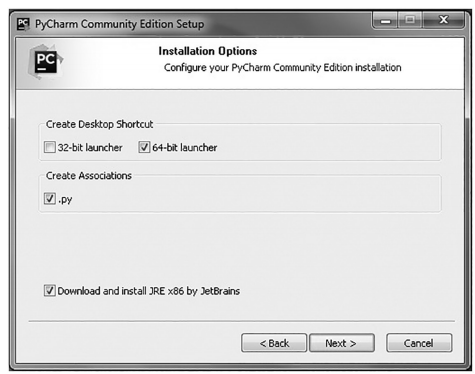 PyCharm Community Edition Setup
PC
Installation Options
Configure your PyCharm Community Edition installation
Create Desktop Shortcut
32-bit launcher 64-bit launcher
Create Associations
.py
Download and install JRE x86 by JetBrains
< Back Next > Cancel